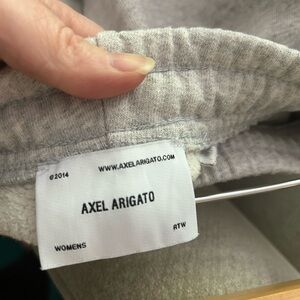 ©2014 WWW.AXELARIGATO.COM
AXEL ARIGATO
WOMENS RTW